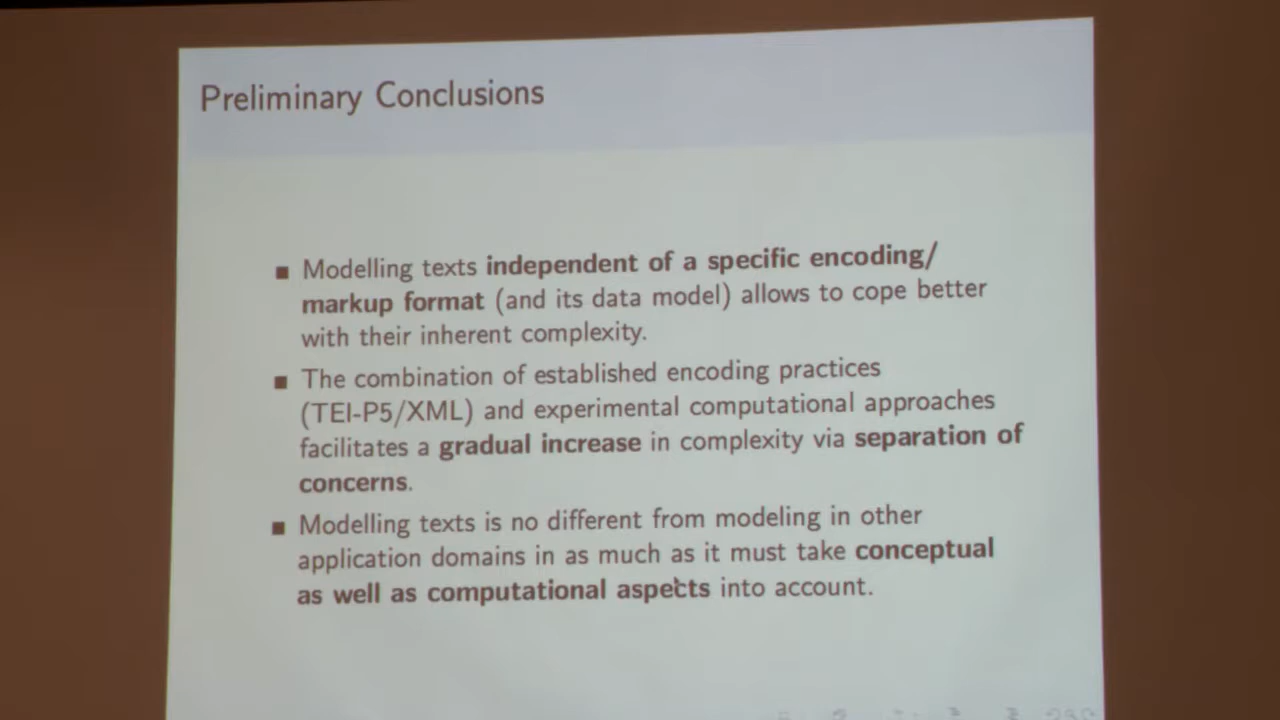 Preliminary Conclusions
Modelling texts independent of a specific encoding/
markup format (and its data model) allows to cope better
with their inherent complexity.
The combination of established encoding practices
(TEI-P5/XML) and experimental computational approaches
facilitates a gradual increase in complexity via separation of
concerns.
Modelling texts is no different from modeling in other
application domains in as much as it must take conceptual
as well as computational aspects into account.